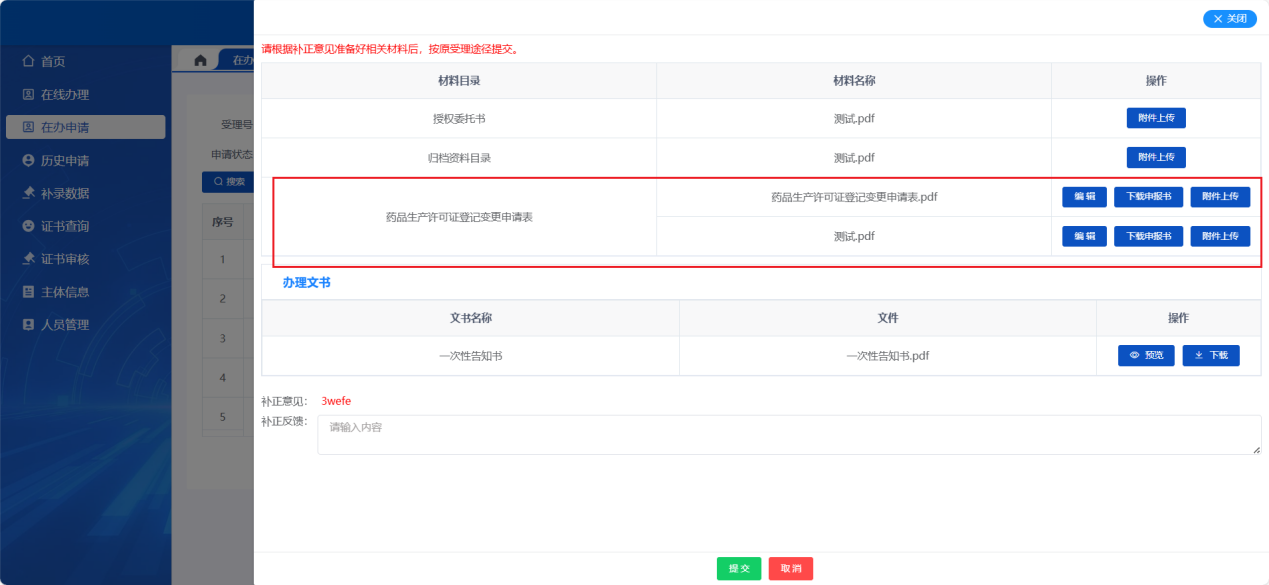 关闭
首页
在线办理
在办申请
历史申请
补录数据
证书查询
证书审核
主体信息
人员管理
在办
受理号
申请状态
搜索
序号
1
2
3
4
5
请根据补正意见准备好相关材料后，按原受理途径提交。
材料目录 材料名称 操作
授权委托书 测试.pdf 附件上传
归档资料目录 测试.pdf 附件上传
药品生产许可证登记变更申请表 药品生产许可证登记变更申请表.pdf 编辑 下载申报书 附件上传
测试.pdf 编辑 下载申报书 附件上传
办理文书
文书名称 文件 操作
一次性告知书 一次性告知书.pdf 预览 下载
补正意见： 3wefe
补正反馈： 请输入内容
提交 取消